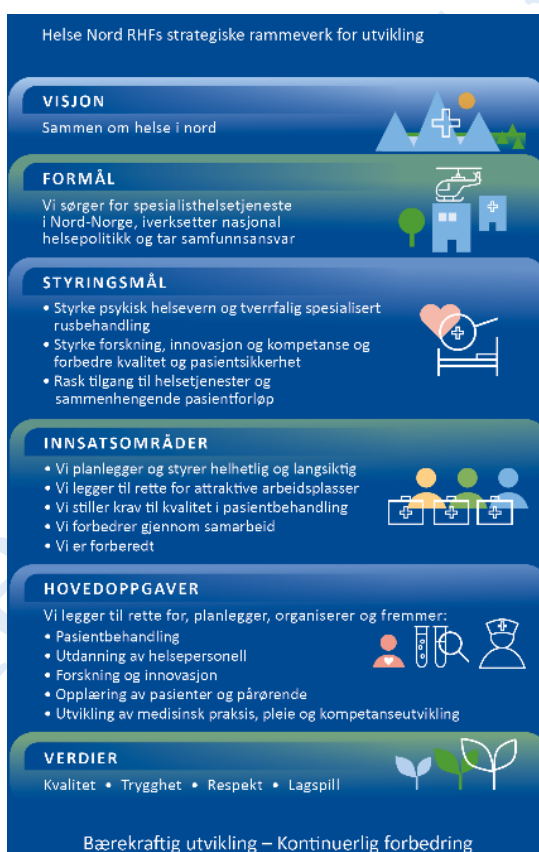 Helse Nord RHFs strategiske rammeverk for utvikling
VISJON
Sammen om helse i nord
FORMÅL
Vi sørger for spesialisthelsetjeneste
i Nord-Norge, iverksetter nasjonal
helsepolitikk og tar samfunnsansvar
STYRINGSMÅL
• Styrke psykisk helsevern og tverrfalig spesialisert
rusbehandling
• Styrke forskning, innovasjon og kompetanse og
forbedre kvalitet og pasientsikkerhet
• Rask tilgang til helsetjenester og
sammenhengende pasientforløp
INNSATSOMRÅDER
• Vi planlegger og styrer helhetlig og langsiktig
• Vi legger til rette for attraktive arbeidsplasser
• Vi stiller krav til kvalitet i pasientbehandling
• Vi forbedrer gjennom samarbeid
• Vi er forberedt
HOVEDOPPGAVER
Vi legger til rette for, planlegger, organiserer og fremmer:
• Pasientbehandling
• Utdanning av helsepersonell
• Forskning og innovasjon
• Opplæring av pasienter og pårørende
• Utvikling av medisinsk praksis, pleie og kompetanseutvikling
VERDIER
Kvalitet • Trygghet • Respekt • Lagspill
Bærekraftig utvikling – Kontinuerlig forbedring